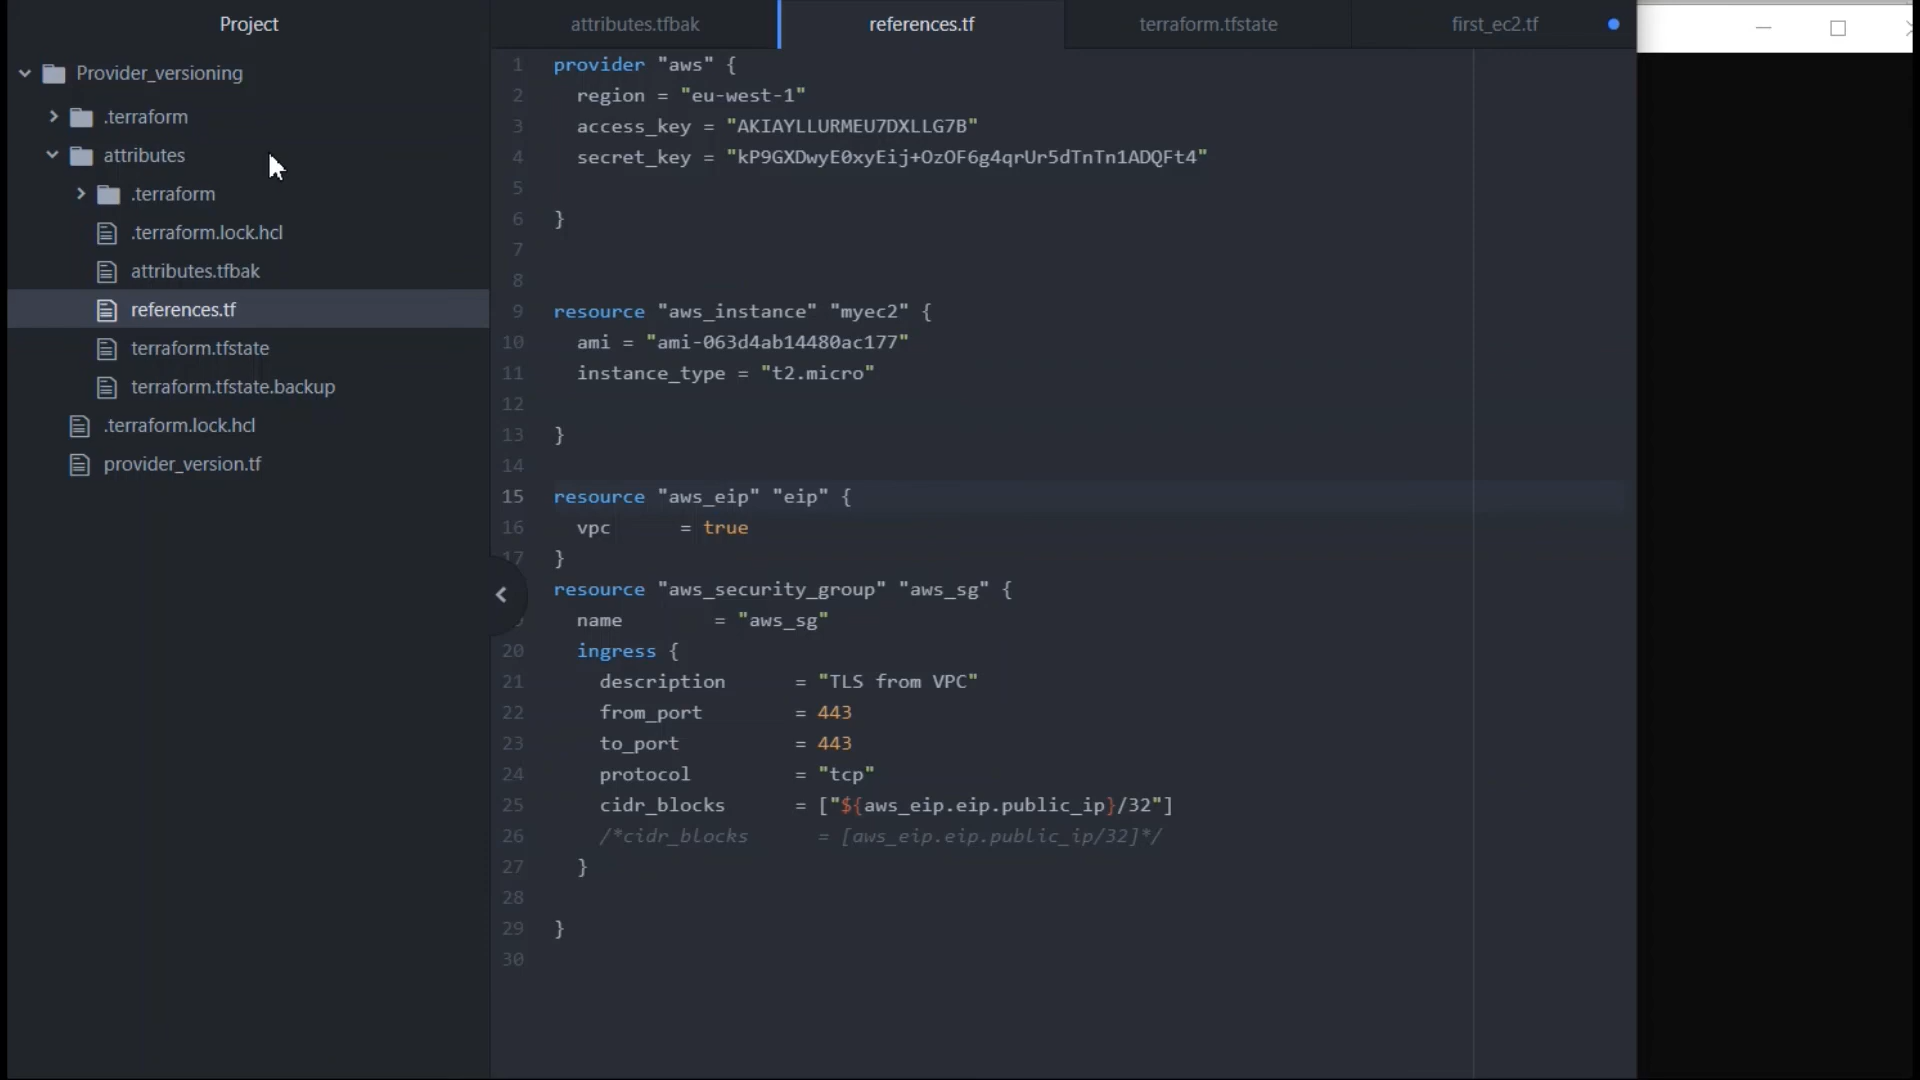 Project
attributes.tfbak
references.tf
terraform.tfstate
first_ec2.tf
Provider_versioning
.terraform
attributes
.terraform
.terraform.lock.hcl
attributes.tfbak
references.tf
terraform.tfstate
terraform.tfstate.backup
.terraform.lock.hcl
provider_version.tf
1 provider "aws" {
2 region = "eu-west-1"
3 access_key = "AKIAYLLURMEU7DXLLG7B"
4 secret_key = "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"
5
6 }
7
8
9 resource "aws_instance" "myec2" {
10 ami = "ami-063d4ab14480ac177"
11 instance_type = "t2.micro"
12
13 }
14
15 resource "aws_eip" "eip" {
16 vpc = true
17 }
resource "aws_security_group" "aws_sg" {
name = "aws_sg"
20 ingress {
21 description = "TLS from VPC"
22 from_port = 443
23 to_port = 443
24 protocol = "tcp"
25 cidr_blocks = ["${aws_eip.eip.public_ip}/32"]
26 /*cidr_blocks = [aws_eip.eip.public_ip/32]*/
27 }
28
29 }
30